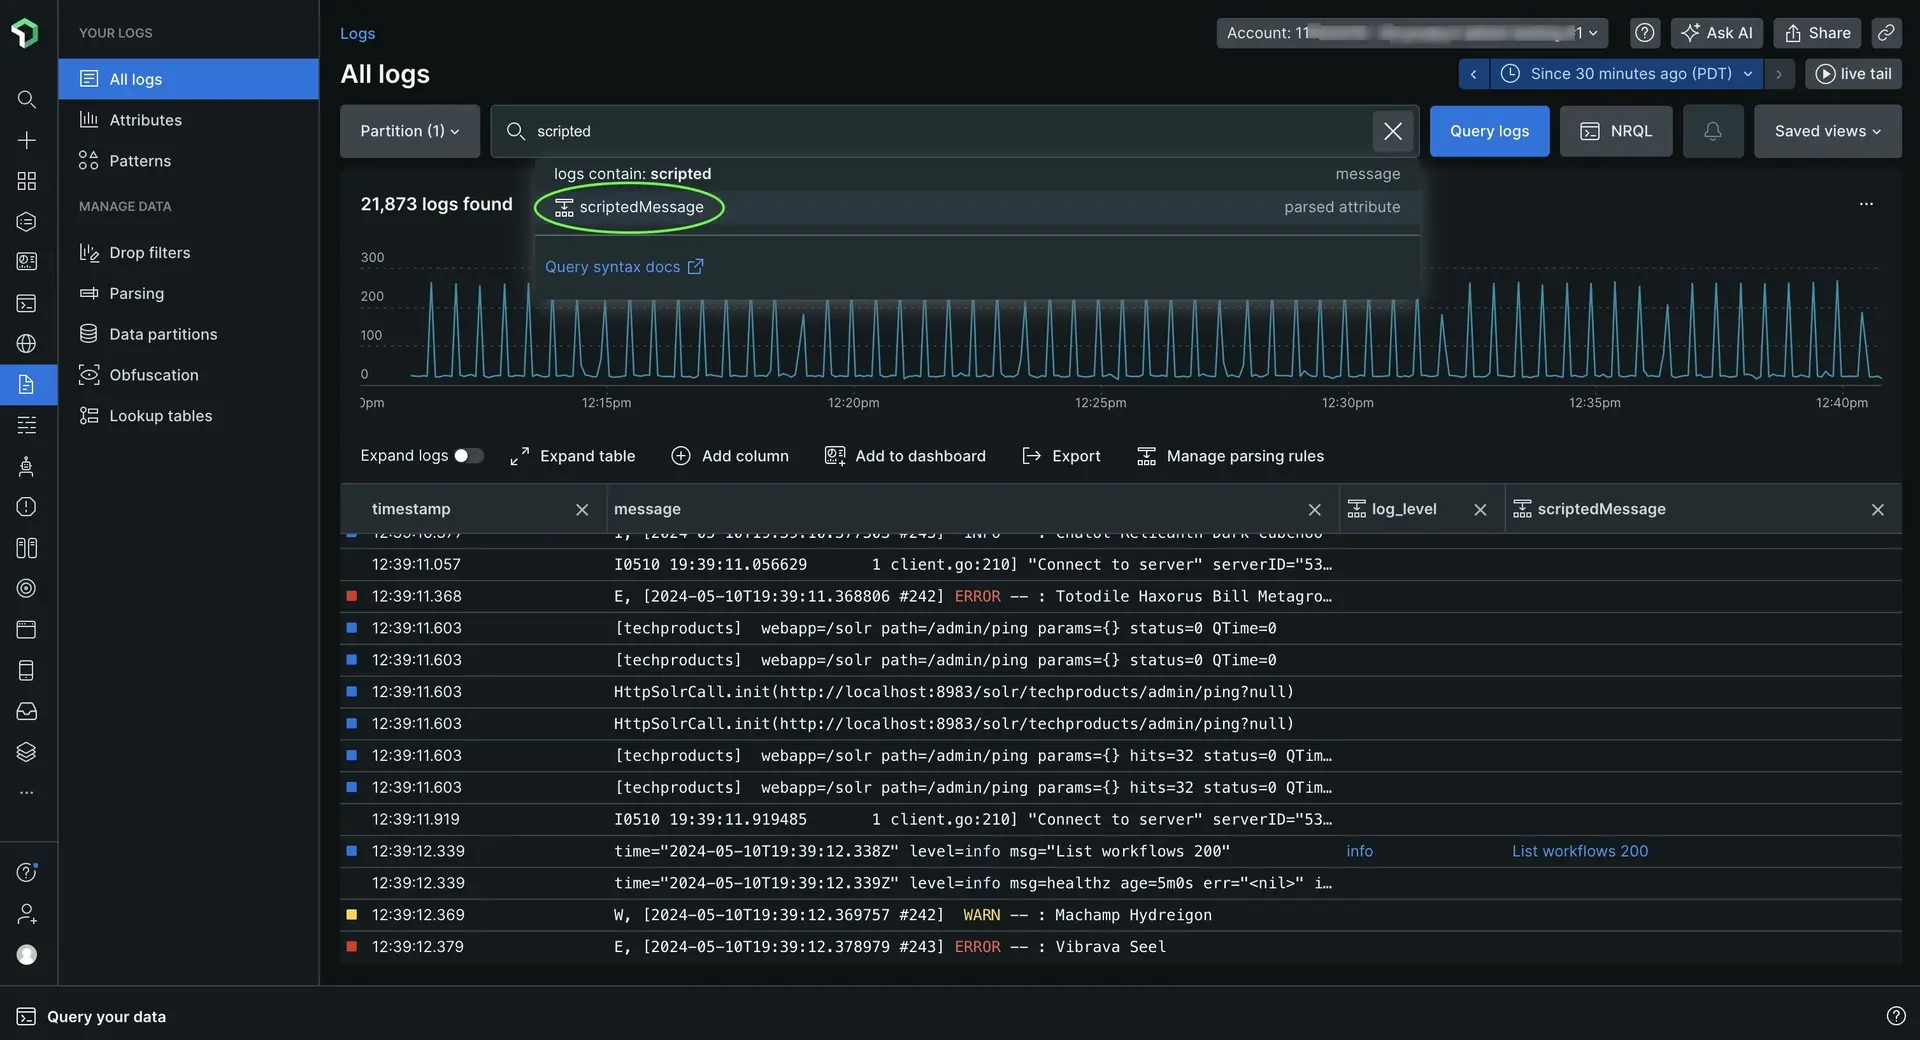 YOUR LOGS
All logs
Attributes
Patterns
MANAGE DATA
Drop filters
Parsing
Data partitions
Obfuscation
Lookup tables
Logs
Account: 11
1
Ask AI
Share
All logs
Since 30 minutes ago (PDT)
live tail
Partition (1)
scripted
Query logs
NRQL
Saved views
logs contain: scripted message
scriptedMessage parsed attribute
Query syntax docs
21,873 logs found
300
200
100
0
0pm 12:15pm 12:20pm 12:25pm 12:30pm 12:35pm 12:40pm
Expand logs Expand table Add column Add to dashboard Export Manage parsing rules
timestamp message log_level scriptedMessage
12:39:11.057 I0510 19:39:11.056629 1 client.go:210] "Connect to server" serverID="53…
12:39:11.368 E, [2024-05-10T19:39:11.368806 #242] ERROR -- : Totodile Haxorus Bill Metagro…
12:39:11.603 [techproducts] webapp=/solr path=/admin/ping params={} status=0 QTime=0
12:39:11.603 [techproducts] webapp=/solr path=/admin/ping params={} status=0 QTime=0
12:39:11.603 HttpSolrCall.init(http://localhost:8983/solr/techproducts/admin/ping?null)
12:39:11.603 HttpSolrCall.init(http://localhost:8983/solr/techproducts/admin/ping?null)
12:39:11.603 [techproducts] webapp=/solr path=/admin/ping params={} hits=32 status=0 QTim…
12:39:11.603 [techproducts] webapp=/solr path=/admin/ping params={} hits=32 status=0 QTim…
12:39:11.919 I0510 19:39:11.919485 1 client.go:210] "Connect to server" serverID="53…
12:39:12.339 time="2024-05-10T19:39:12.338Z" level=info msg="List workflows 200" info List workflows 200
12:39:12.339 time="2024-05-10T19:39:12.339Z" level=info msg=healthz age=5m0s err="<nil>" i…
12:39:12.369 W, [2024-05-10T19:39:12.369757 #242] WARN -- : Machamp Hydreigon
12:39:12.379 E, [2024-05-10T19:39:12.378979 #243] ERROR -- : Vibrava Seel
Query your data